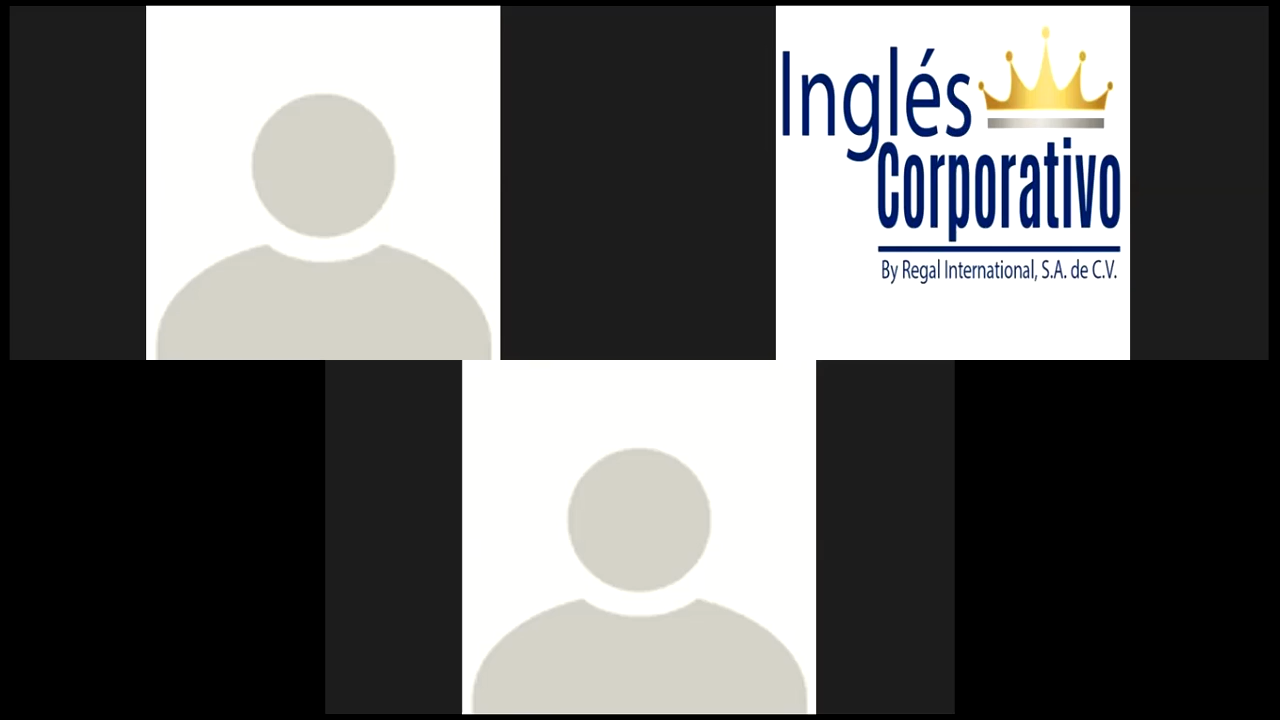 Inglés
Corporativo
By Regal International, S.A. de C.V.